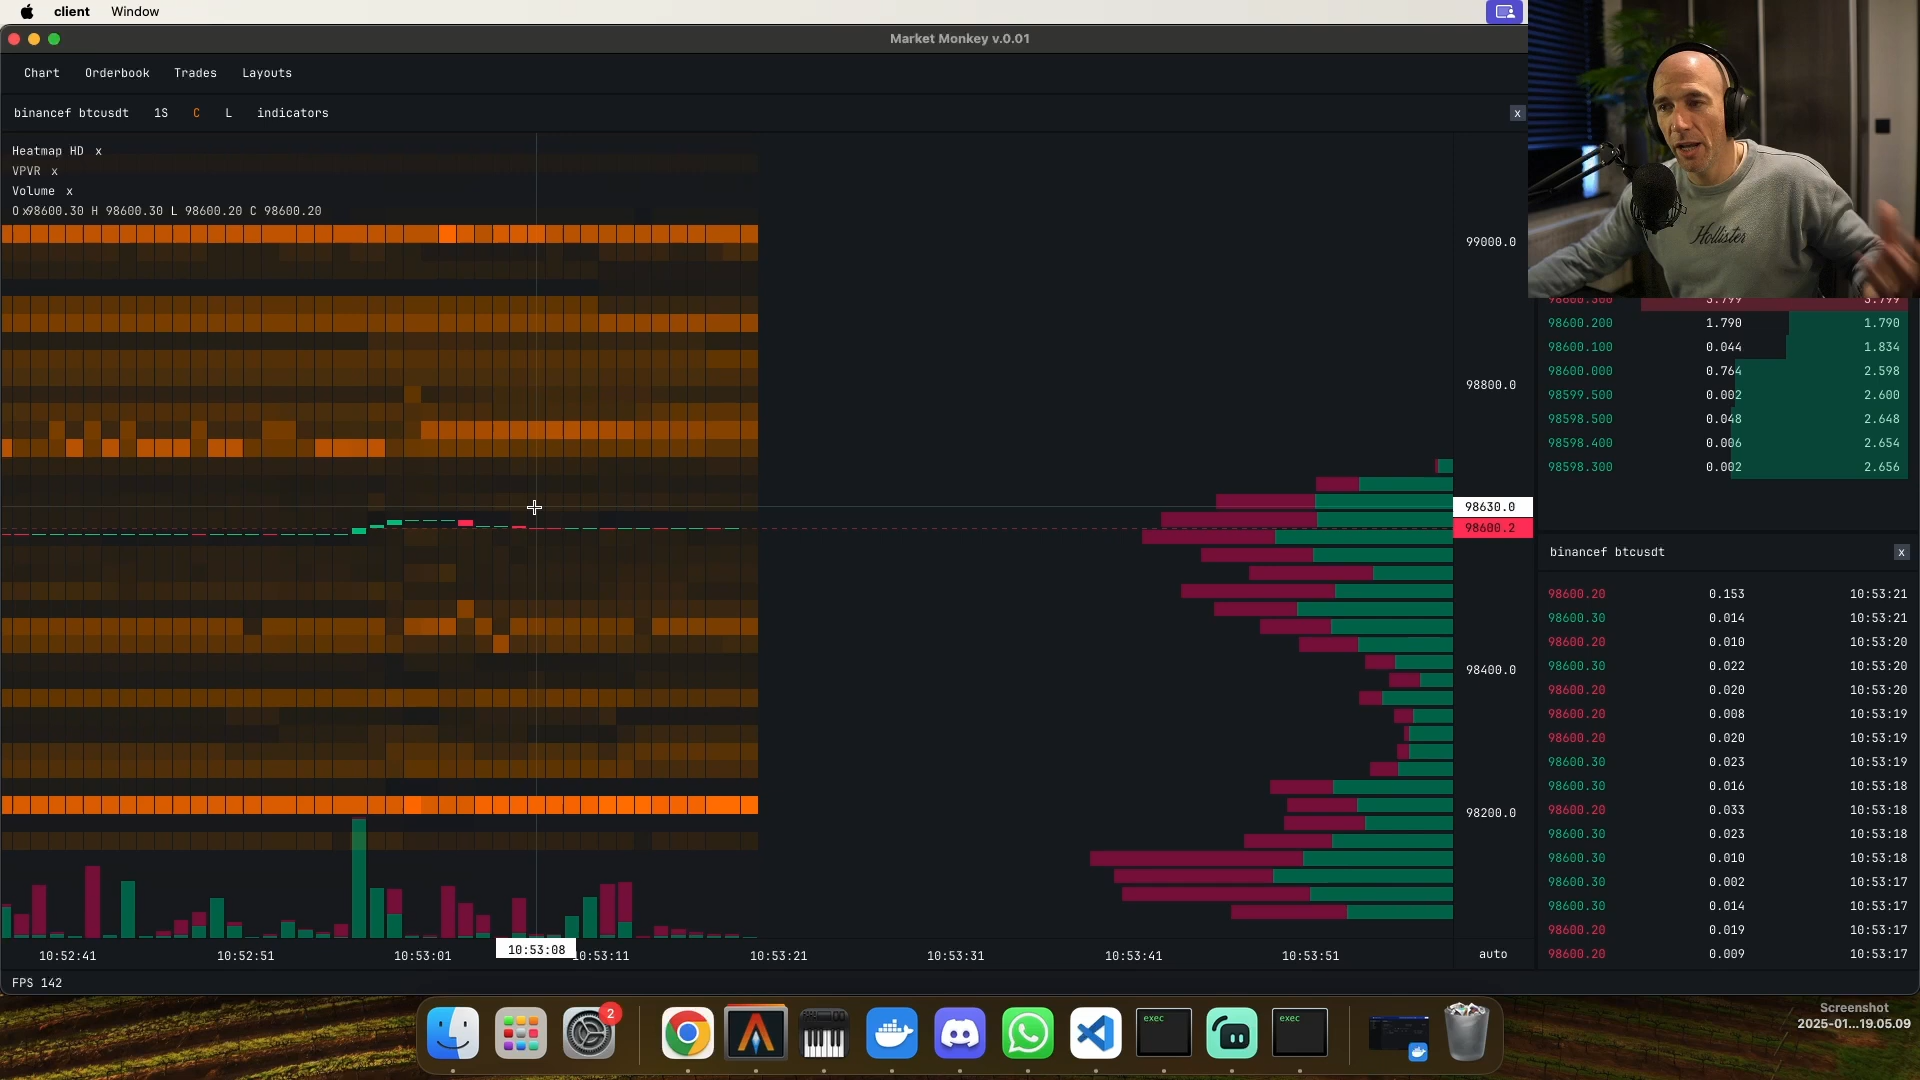 client Window
Market Monkey v.0.01
Chart Orderbook Trades Layouts
binancef btcusdt 1S C L indicators x
Heatmap HD x
VPVR x
Volume x
O 98600.30 H 98600.30 L 98600.20 C 98600.20
99000.0
98800.0
98630.0
98600.2
98400.0
98200.0
10:52:41 10:52:51 10:53:01 10:53:08 10:53:11 10:53:21 10:53:31 10:53:41 10:53:51 auto
FPS 142
Hollister
98600.300 3.799 3.799
98600.200 1.790 1.790
98600.100 0.044 1.834
98600.000 0.764 2.598
98599.500 0.002 2.600
98598.500 0.048 2.648
98598.400 0.006 2.654
98598.300 0.002 2.656
binancef btcusdt x
98600.20 0.153 10:53:21
98600.30 0.014 10:53:21
98600.20 0.010 10:53:20
98600.30 0.022 10:53:20
98600.20 0.020 10:53:20
98600.20 0.008 10:53:19
98600.20 0.020 10:53:19
98600.30 0.023 10:53:19
98600.30 0.016 10:53:18
98600.20 0.033 10:53:18
98600.30 0.023 10:53:18
98600.30 0.010 10:53:18
98600.30 0.002 10:53:17
98600.30 0.014 10:53:17
98600.20 0.019 10:53:17
98600.20 0.009 10:53:17
2
exec
exec
Screenshot
2025-01...19.05.09